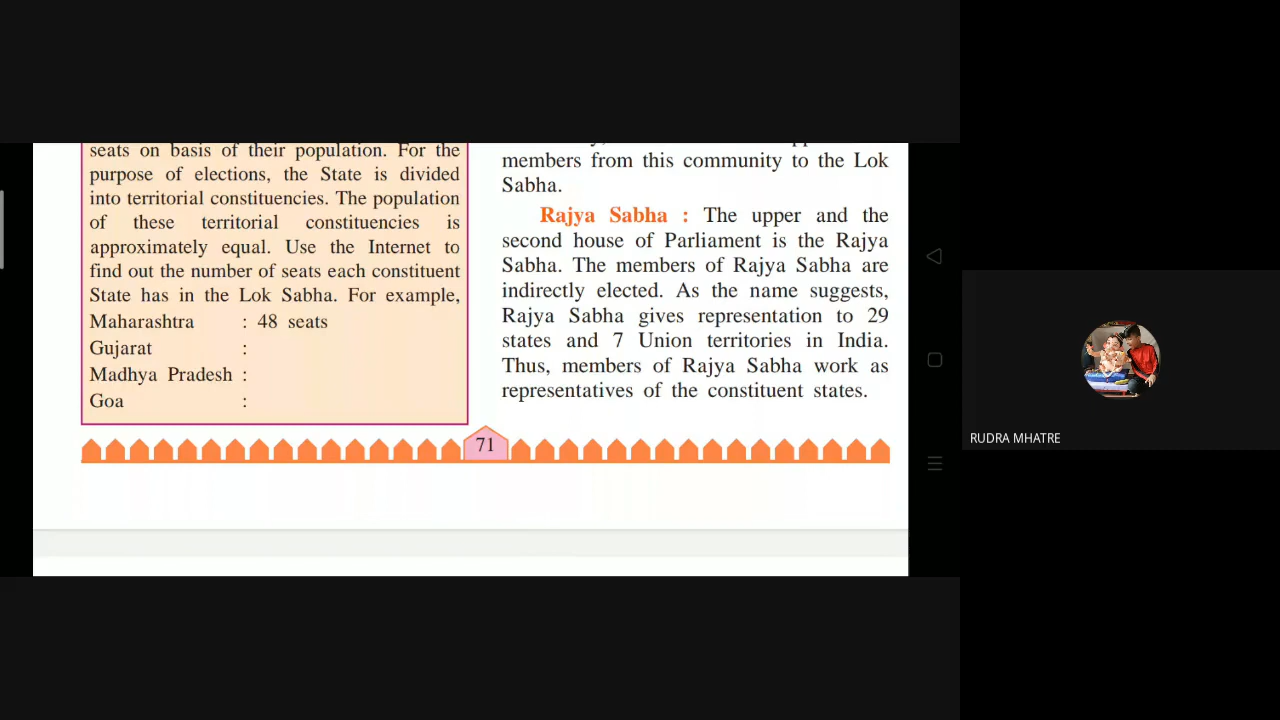 seats on basis of their population. For the
purpose of elections, the State is divided
into territorial constituencies. The population
of these territorial constituencies is
approximately equal. Use the Internet to
find out the number of seats each constituent
State has in the Lok Sabha. For example,
Maharashtra : 48 seats
Gujarat :
Madhya Pradesh :
Goa :
members from this community to the Lok
Sabha.
Rajya Sabha : The upper and the
second house of Parliament is the Rajya
Sabha. The members of Rajya Sabha are
indirectly elected. As the name suggests,
Rajya Sabha gives representation to 29
states and 7 Union territories in India.
Thus, members of Rajya Sabha work as
representatives of the constituent states.
71
RUDRA MHATRE